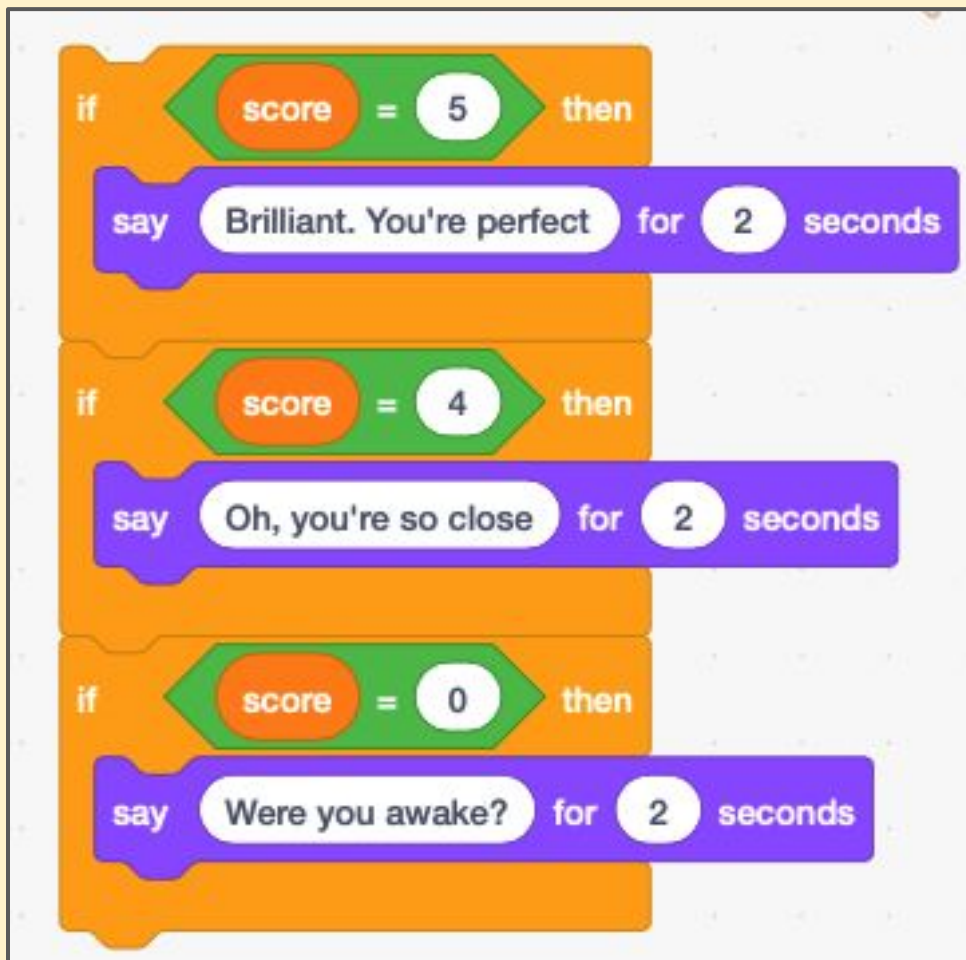 if score = 5 then
say Brilliant. You're perfect for 2 seconds
if score = 4 then
say Oh, you're so close for 2 seconds
if score = 0 then
say Were you awake? for 2 seconds